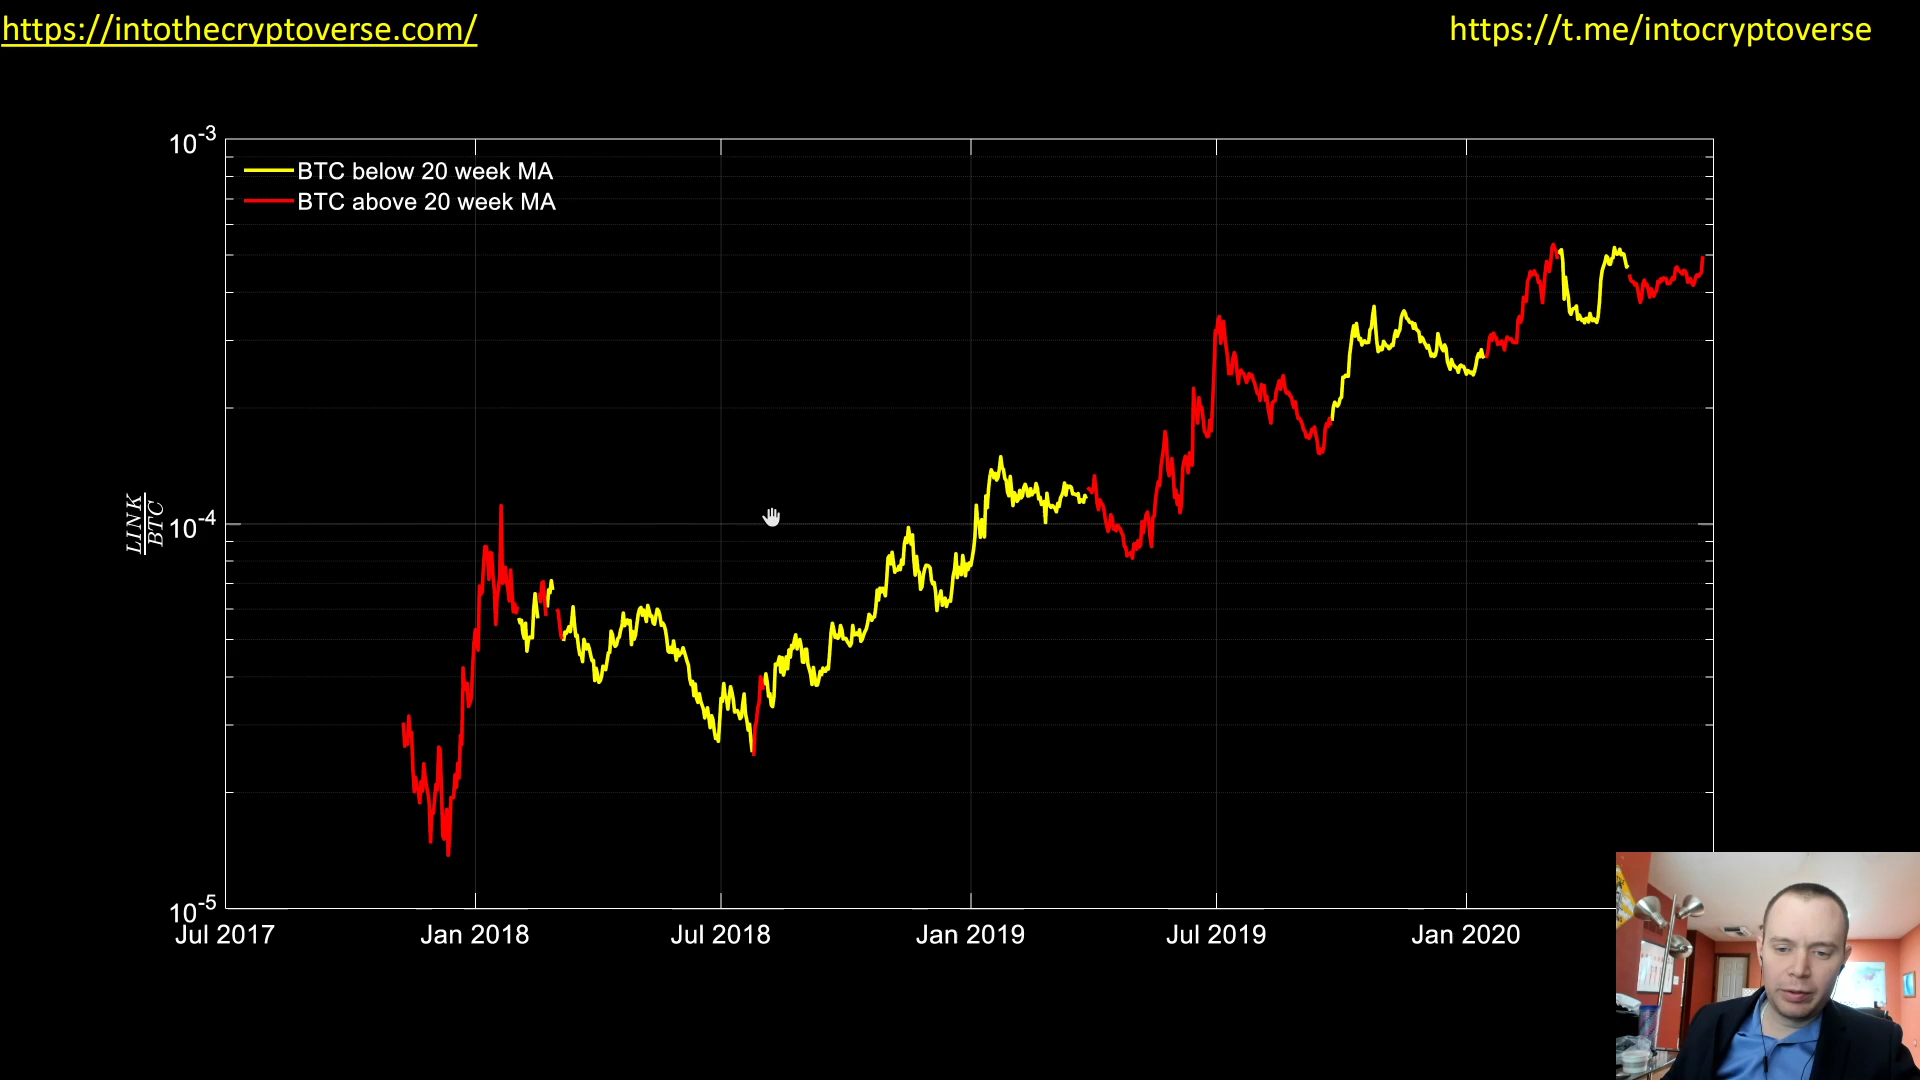 https://intothecryptoverse.com/
https://t.me/intocryptoverse
10-3
BTC below 20 week MA
BTC above 20 week MA
LINK
BTC
10-4
10-5
Jul 2017
Jan 2018
Jul 2018
Jan 2019
Jul 2019
Jan 2020